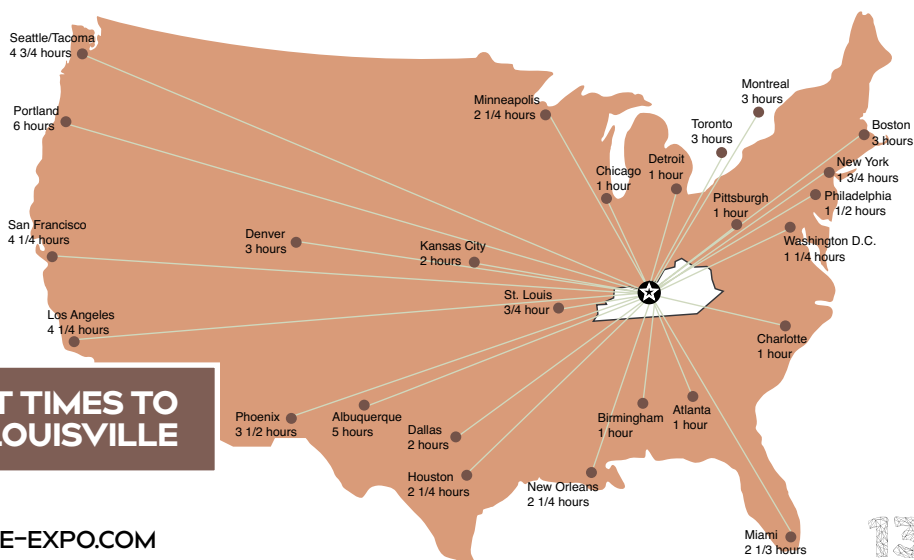 Seattle/Tacoma
4 3/4 hours
Portland
6 hours
San Francisco
4 1/4 hours
Los Angeles
4 1/4 hours
Denver
3 hours
Kansas City
2 hours
St. Louis
3/4 hour
Minneapolis
2 1/4 hours
Chicago
1 hour
Detroit
1 hour
Toronto
3 hours
Montreal
3 hours
Boston
3 hours
New York
1 3/4 hours
Philadelphia
1 1/2 hours
Pittsburgh
1 hour
Washington D.C.
1 1/4 hours
Charlotte
1 hour
Phoenix
3 1/2 hours
Albuquerque
5 hours
Dallas
2 hours
Houston
2 1/4 hours
New Orleans
2 1/4 hours
Birmingham
1 hour
Atlanta
1 hour
Miami
2 1/3 hours
T TIMES TO
LOUISVILLE
E-EXPO.COM
13